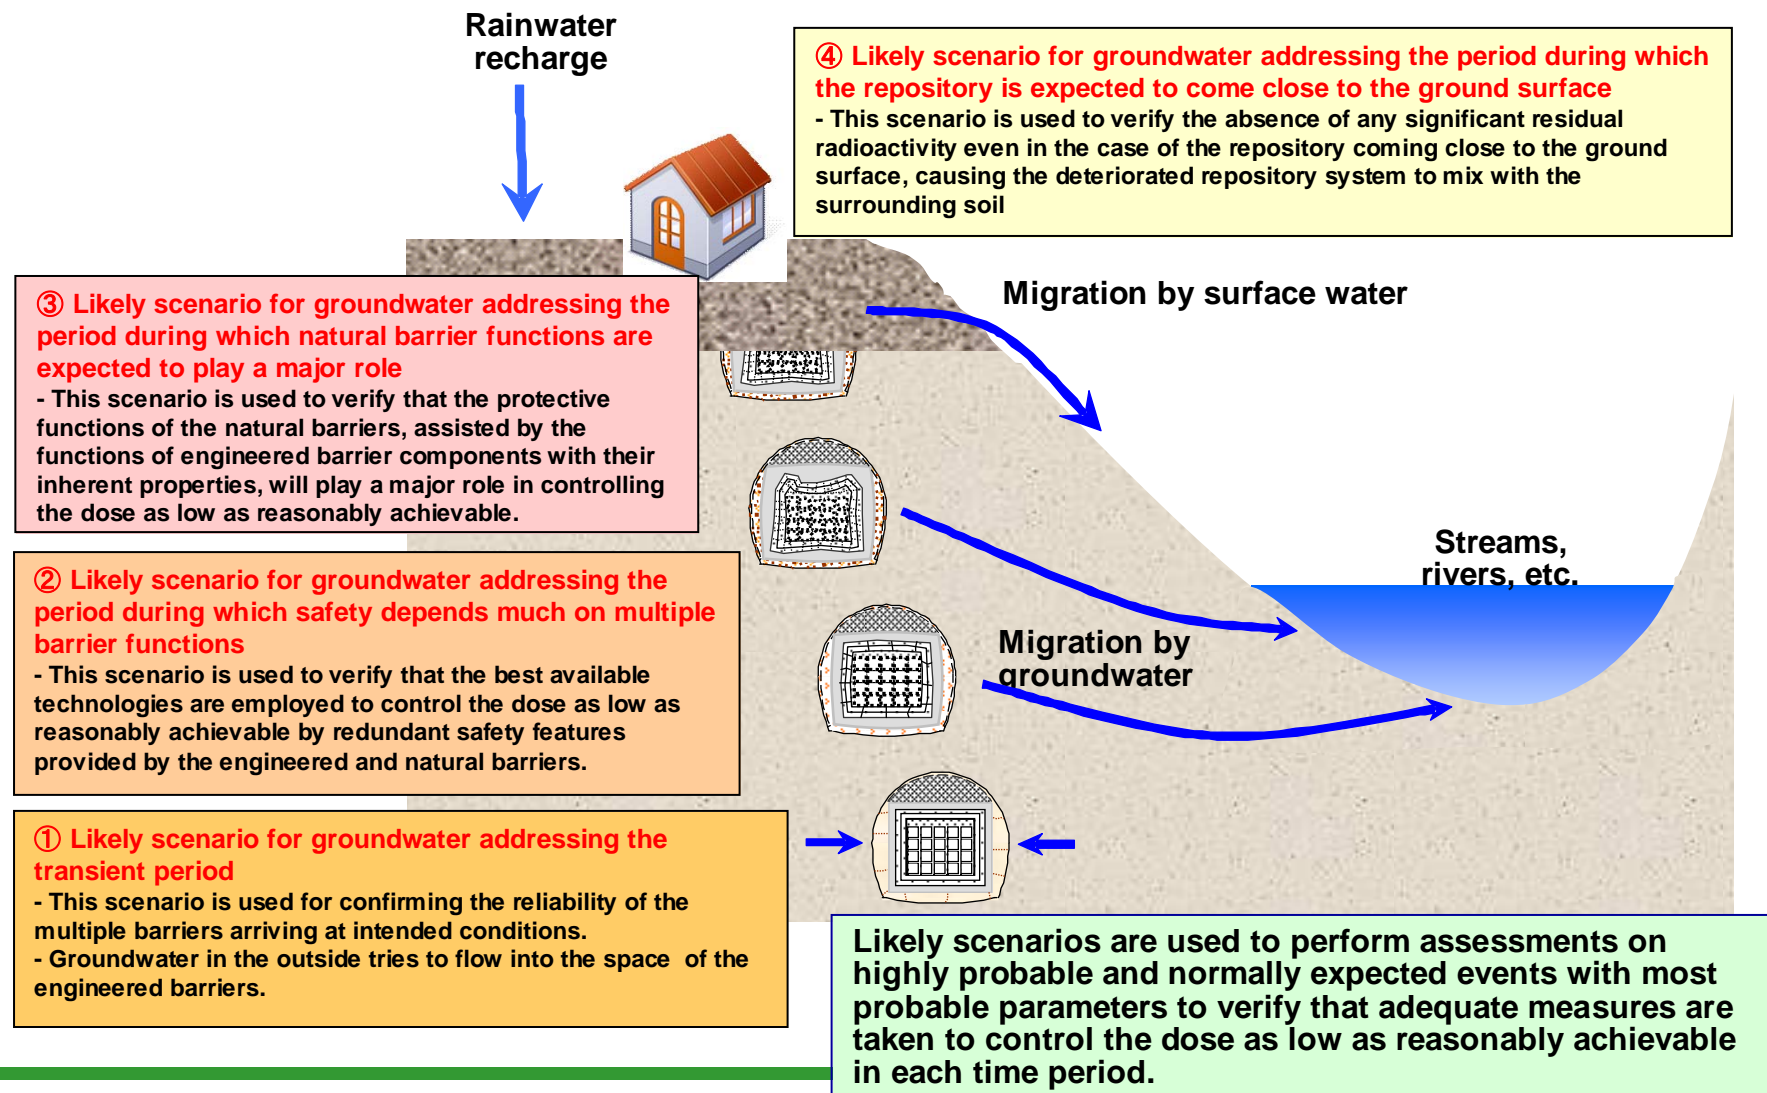 Rainwater
recharge
④ Likely scenario for groundwater addressing the period during which
the repository is expected to come close to the ground surface
- This scenario is used to verify the absence of any significant residual
radioactivity even in the case of the repository coming close to the ground
surface, causing the deteriorated repository system to mix with the
surrounding soil
③ Likely scenario for groundwater addressing the
period during which natural barrier functions are
expected to play a major role
- This scenario is used to verify that the protective
functions of the natural barriers, assisted by the
functions of engineered barrier components with their
inherent properties, will play a major role in controlling
the dose as low as reasonably achievable.
Migration by surface water
② Likely scenario for groundwater addressing the
period during which safety depends much on multiple
barrier functions
- This scenario is used to verify that the best available
technologies are employed to control the dose as low as
reasonably achievable by redundant safety features
provided by the engineered and natural barriers.
Streams,
rivers, etc.
Migration by
groundwater
① Likely scenario for groundwater addressing the
transient period
- This scenario is used for confirming the reliability of the
multiple barriers arriving at intended conditions.
- Groundwater in the outside tries to flow into the space  of the
engineered barriers.
Likely scenarios are used to perform assessments on
highly probable and normally expected events with most
probable parameters to verify that adequate measures are
taken to control the dose as low as reasonably achievable
in each time period.